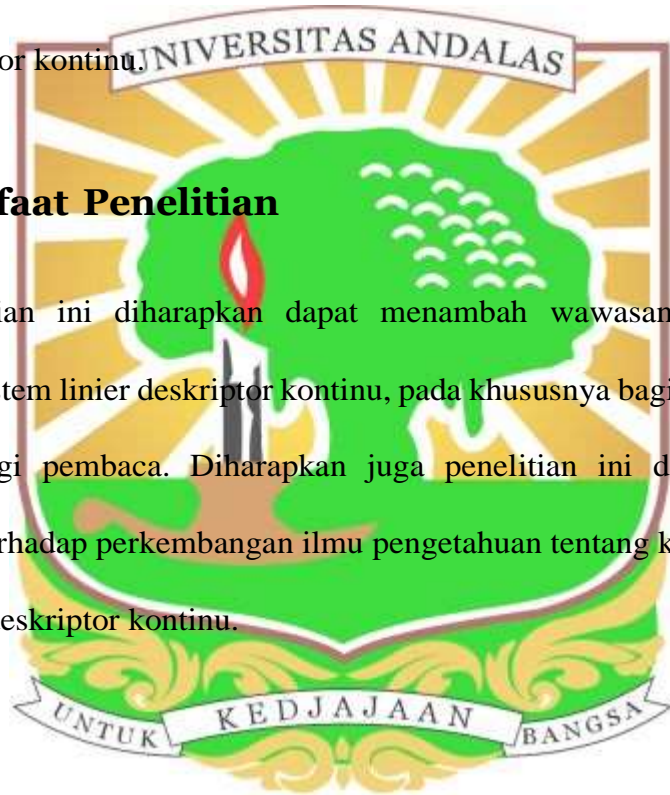 or kontinu.
UNIVERSITAS ANDALAS
faat Penelitian
ian ini diharapkan dapat menambah wawasan
stem linier deskriptor kontinu, pada khususnya bagi
gi pembaca. Diharapkan juga penelitian ini d
rhadap perkembangan ilmu pengetahuan tentang k
eskriptor kontinu.
UNTUK KEDJAJAAN BANGSA